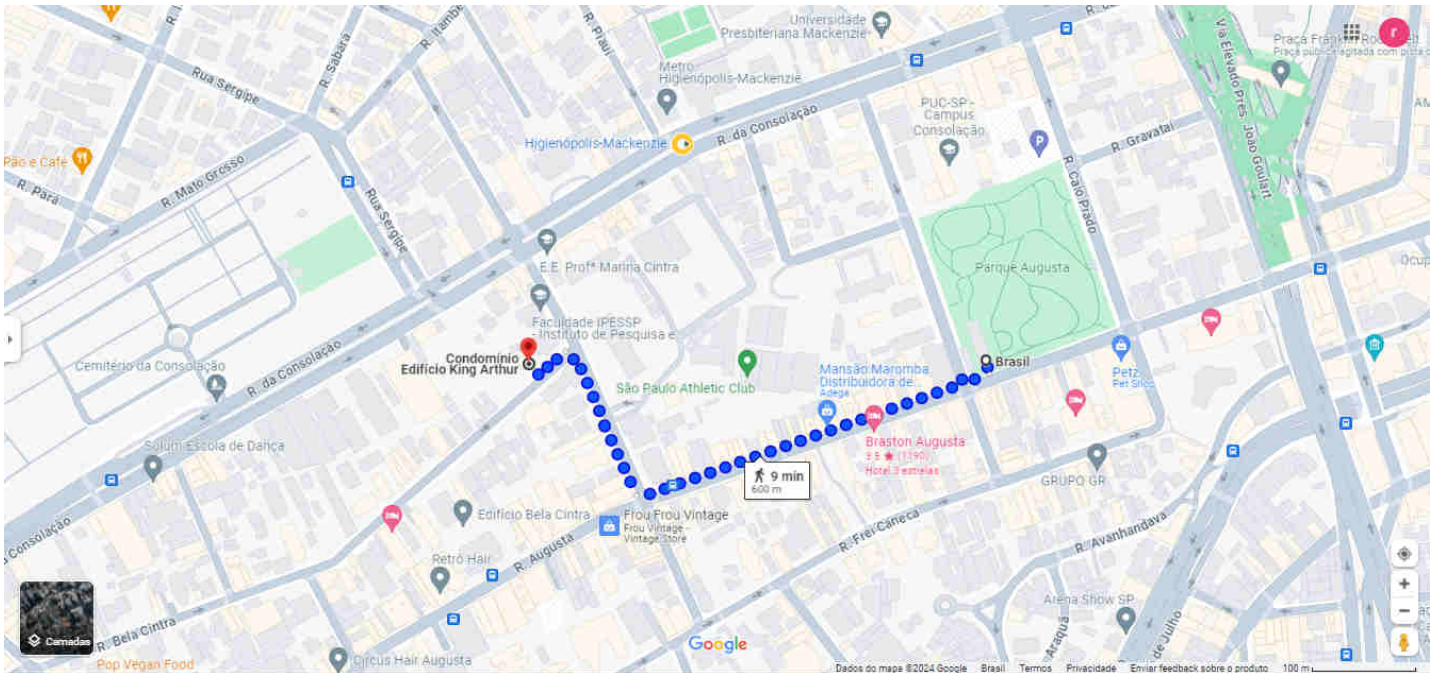 Universidade
Presbiteriana Mackenzie
R. Itambé
R. Piauí
R. Sabará
Rua Sergipe
Metrô
Higienópolis-Mackenzie
Via Elevado Pres. João Goulart
r
Praça pública agitada com pista
PUC-SP -
Campus
Consolação
P
R. Gravataí
Higienópolis-Mackenzie
R. da Consolação
Pão e Café
R. Pará
R. Mato Grosso
Rua Sergipe
R. Caio Prado
E.E. Profª Marina Cintra
Parque Augusta
Ocup
Faculdade IPESSP
- Instituto de Pesquisa e
Condomínio
Edifício King Arthur
Cemitério da Consolação
R. da Consolação
São Paulo Athletic Club
Mansão Maromba
Distribuidora de...
Adega
Brasil
Petz
Pet Shop
Solum Escola de Dança
Braston Augusta
(1190)
Hotel 3 estrelas
9 min
600 m
GRUPO GR
Edifício Bela Cintra
Frou Frou Vintage
Frou Vintage -
Vintage Store
R. Augusta
R. Frei Caneca
R. Avanhandava
Consolação
Retrô Hair
Arena Show SP
R. Bela Cintra
Camadas
Circus Hair Augusta
Pop Vegan Food
Google
Araquã
de Julho
Dados do mapa ©2024 Google
Brasil
Termos
Privacidade
Enviar feedback sobre o produto
100 m